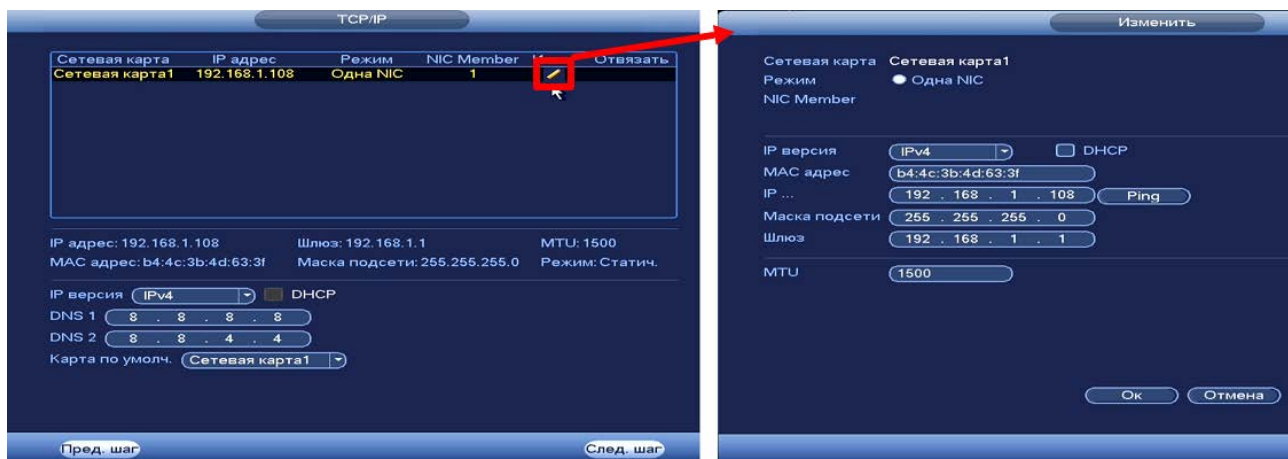 TCP/IP
Сетевая карта IP адрес Режим NIC Member И... Отвязать
Сетевая карта1 192.168.1.108 Одна NIC 1
IP адрес: 192.168.1.108 Шлюз: 192.168.1.1 MTU: 1500
MAC адрес: b4:4c:3b:4d:63:3f Маска подсети: 255.255.255.0 Режим: Статич.
IP версия IPv4 DHCP
DNS 1 8 . 8 . 8 . 8
DNS 2 8 . 8 . 4 . 4
Карта по умолч. Сетевая карта1
Пред. шаг След. шаг
Изменить
Сетевая карта Сетевая карта1
Режим Одна NIC
NIC Member
IP версия IPv4 DHCP
MAC адрес b4:4c:3b:4d:63:3f
IP ... 192 . 168 . 1 . 108 Ping
Маска подсети 255 . 255 . 255 . 0
Шлюз 192 . 168 . 1 . 1
MTU 1500
Ок Отмена